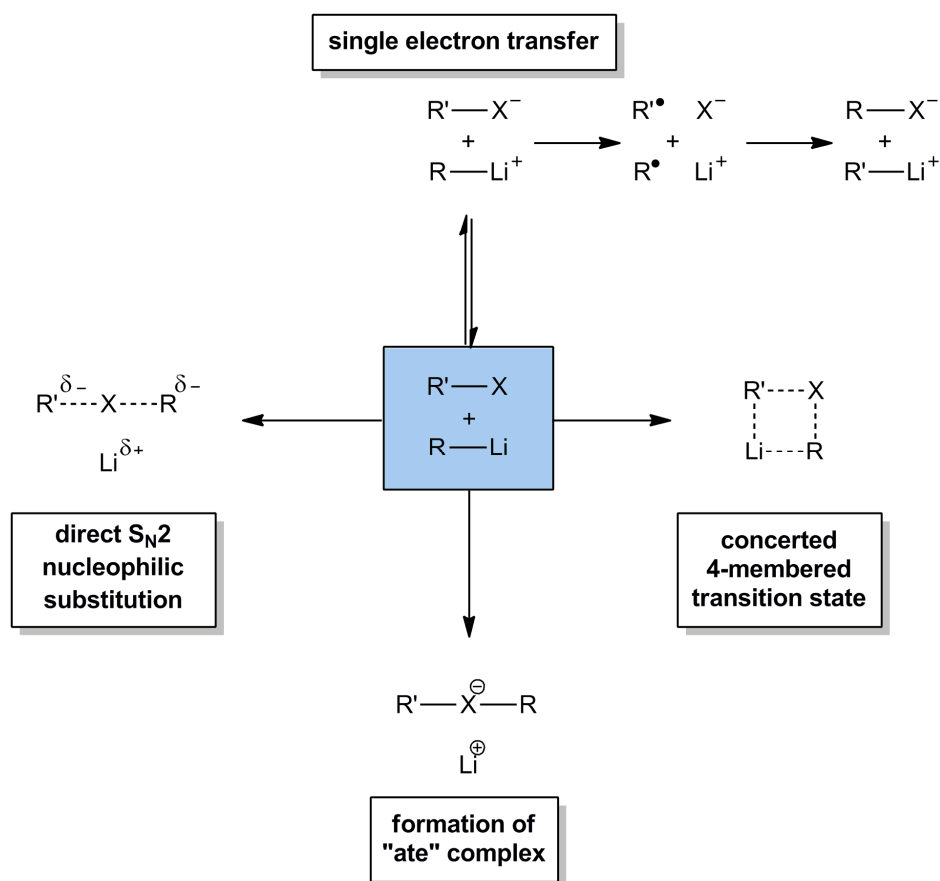 single electron transfer
R'—X⁻ R'• X⁻ R—X⁻
+ + +
R—Li⁺ R• Li⁺ R'—Li⁺
R'—X
+
R—Li
δ− δ−
R'----X----R
Li δ+
R'----X
Li----R
direct SN2
nucleophilic
substitution
concerted
4-membered
transition state
⊖
R'—X—R
⊕
Li
formation of
"ate" complex